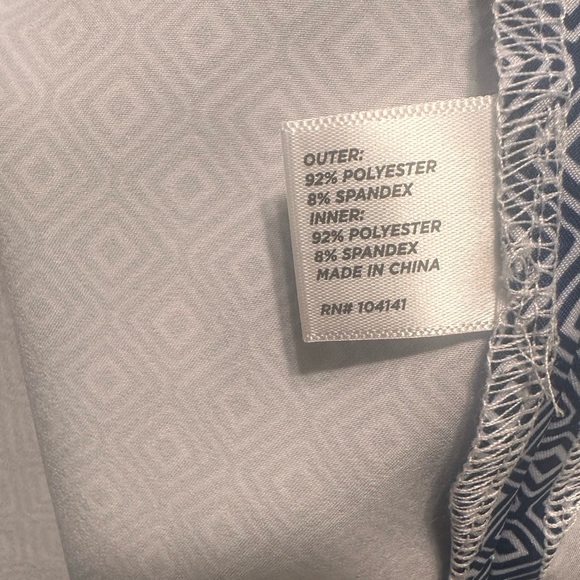 OUTER:
92% POLYESTER
8% SPANDEX
INNER:
92% POLYESTER
8% SPANDEX
MADE IN CHINA
RN# 104141